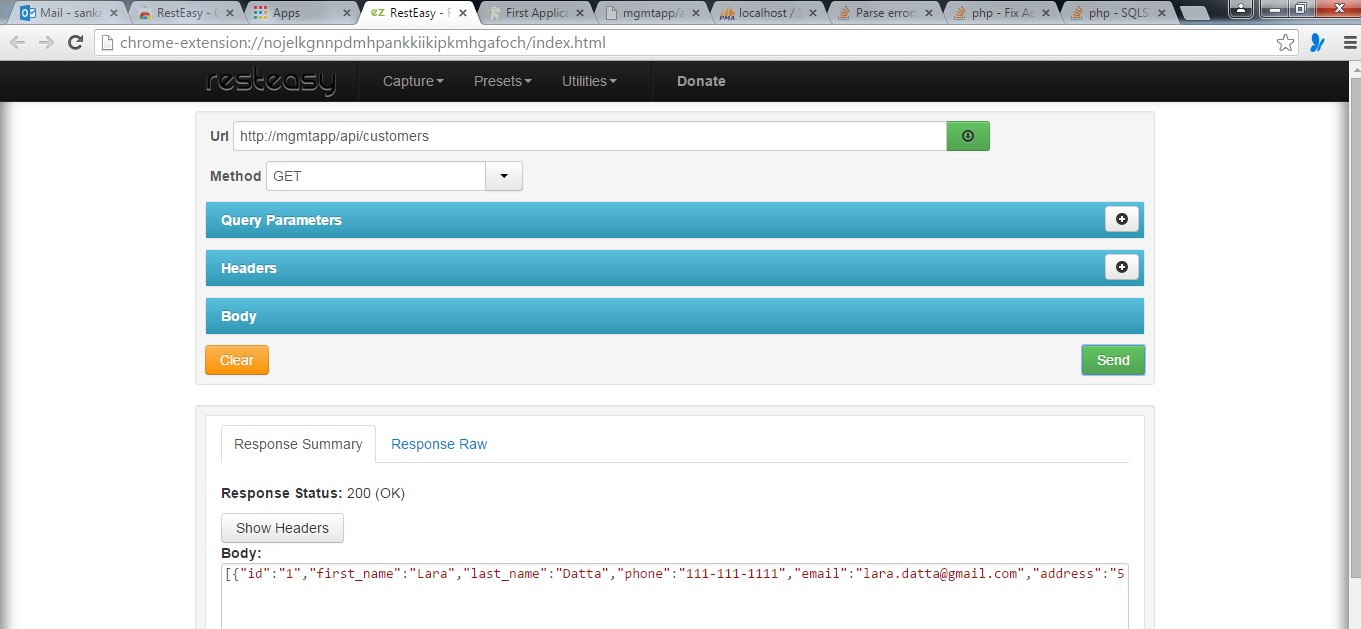 Mail - sanka RestEasy - Apps RestEasy - First Applica mgmtapp/a localhost / Parse error php - Fix Ac php - SQLS
chrome-extension://nojelkgnnpdmhpankkiikipkmhgafoch/index.html
resteasy Capture Presets Utilities Donate
Url http://mgmtapp/api/customers
Method GET
Query Parameters
Headers
Body
Clear Send
Response Summary Response Raw
Response Status: 200 (OK)
Show Headers
Body:
[{"id":"1","first_name":"Lara","last_name":"Datta","phone":"111-111-1111","email":"lara.datta@gmail.com","address":"5